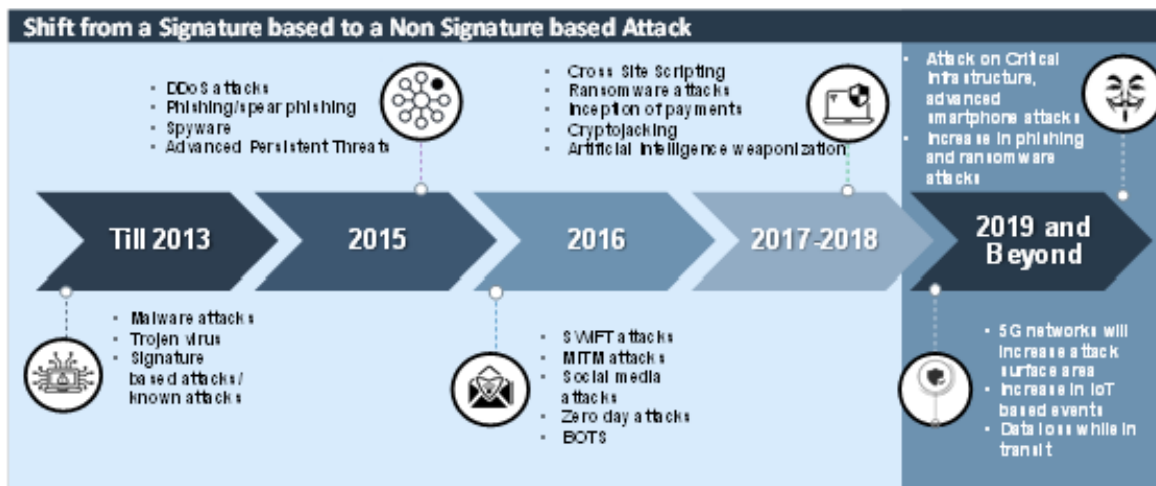 Shift from a Signature based to a Non Signature based Attack
• DDoS attacks
• Phishing/spear phishing
• Spyware
• Advanced Persistent Threats
• Cross Site Scripting
• Ransomware attacks
• Inception of payments
• Cryptojacking
• Artificial Intelligence weaponization
• Attack on Critical
Infrastructure,
advanced
smartphone attacks
• Increase in phishing
and ransomware
attacks
Till 2013
2015
2016
2017-2018
2019 and
Beyond
• Malware attacks
• Trojen virus
• Signature
based attacks/
known attacks
• SWIFT attacks
• MITM attacks
• Social media
attacks
• Zero day attacks
• BOTS
• 5G networks will
increase attack
surface area
• Increase in IoT
based events
• Data loss while in
transit